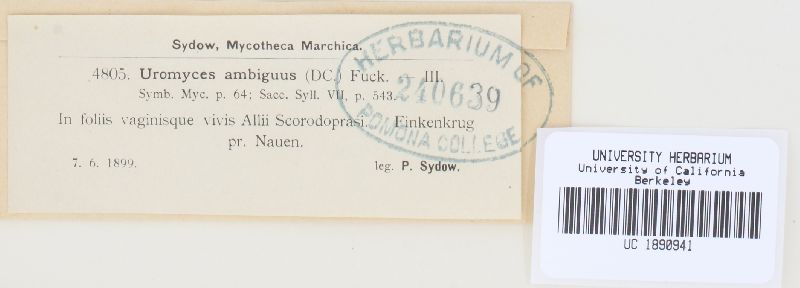 Sydow, Mycotheca Marchica.
4805. Uromyces ambiguus (DC.) Fuck. III.
Symb. Myc. p. 64; Sacc. Syll. VII, p. 543.
In foliis vaginisque vivis Allii Scorodoprasi. Finkenkrug
pr. Nauen.
7. 6. 1899. leg. P. Sydow.
HERBARIUM OF
240639
POMONA COLLEGE
UNIVERSITY HERBARIUM
University of California
Berkeley
UC 1890941